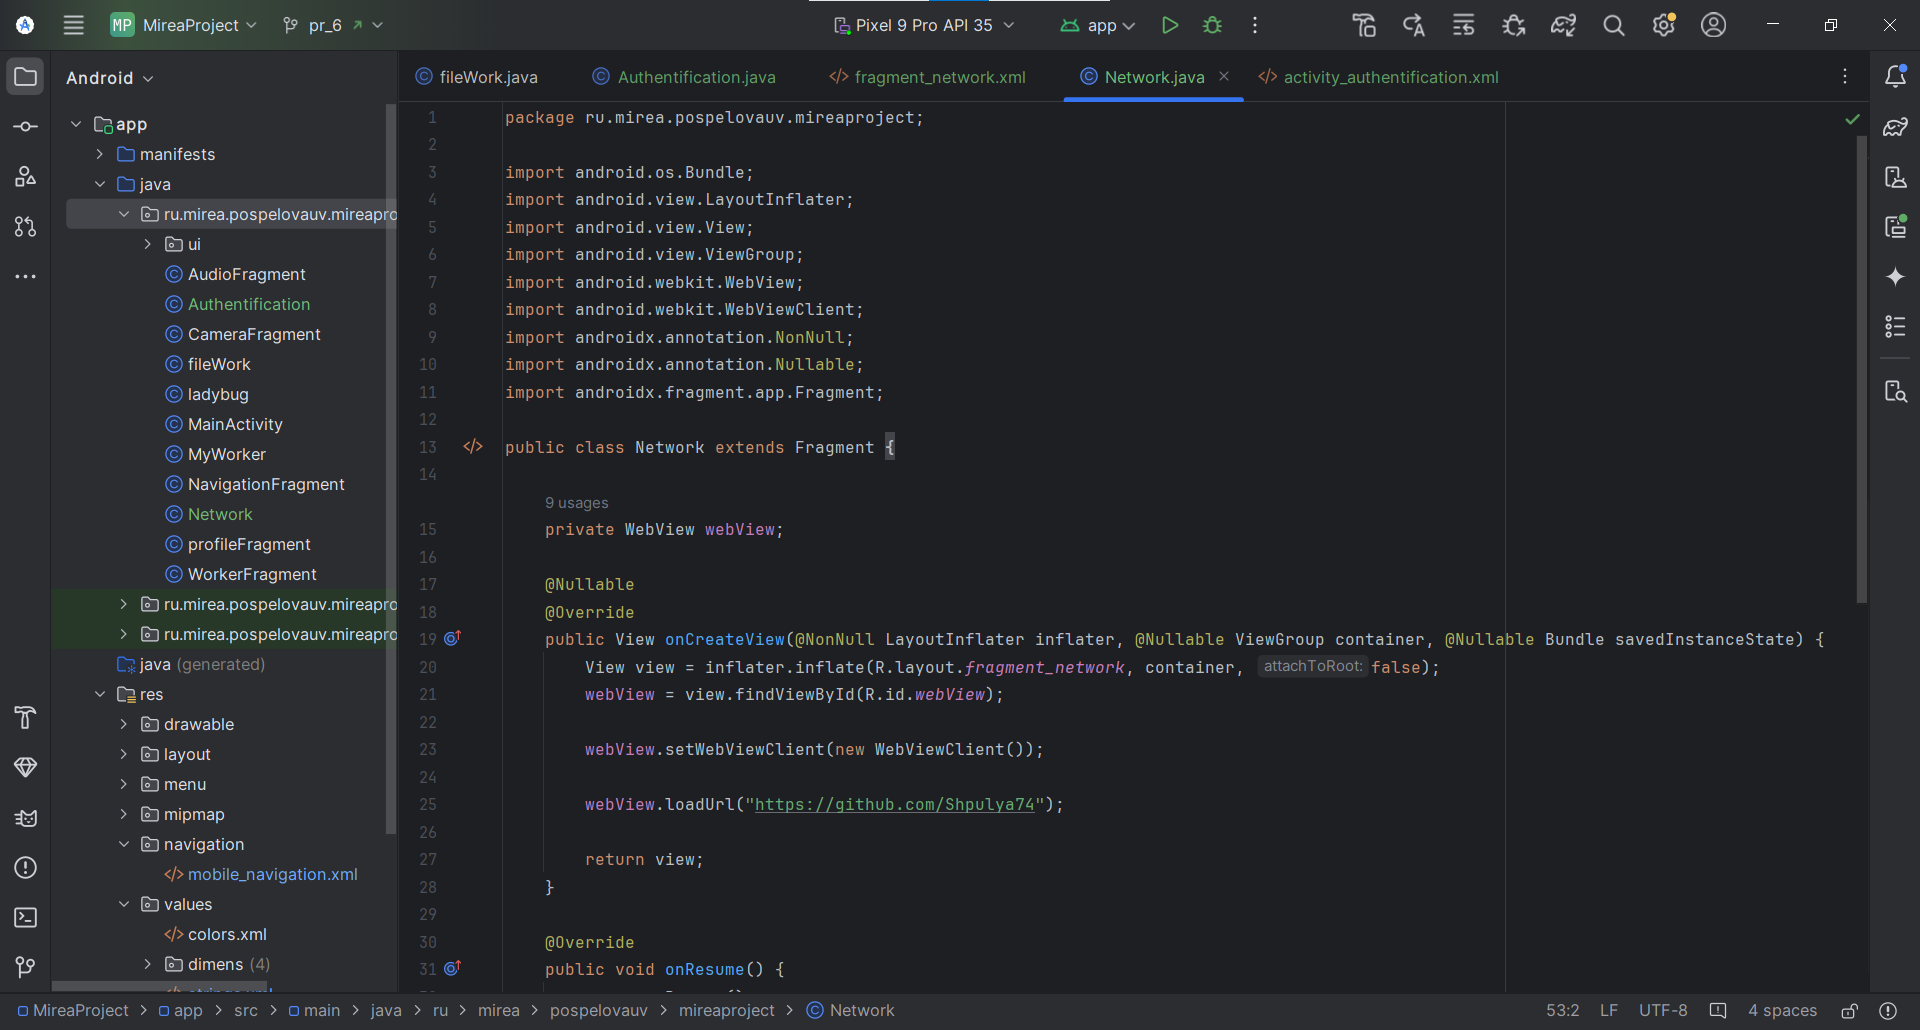 MP MireaProject pr_6 Pixel 9 Pro API 35 app
Android
fileWork.java Authentification.java fragment_network.xml Network.java activity_authentification.xml
app
manifests
java
ru.mirea.pospelovauv.mireapro
ui
AudioFragment
Authentification
CameraFragment
fileWork
ladybug
MainActivity
MyWorker
NavigationFragment
Network
profileFragment
WorkerFragment
ru.mirea.pospelovauv.mireapro
ru.mirea.pospelovauv.mireapro
java (generated)
res
drawable
layout
menu
mipmap
navigation
mobile_navigation.xml
values
colors.xml
dimens (4)
1 package ru.mirea.pospelovauv.mireaproject;
2
3 import android.os.Bundle;
4 import android.view.LayoutInflater;
5 import android.view.View;
6 import android.view.ViewGroup;
7 import android.webkit.WebView;
8 import android.webkit.WebViewClient;
9 import androidx.annotation.NonNull;
10 import androidx.annotation.Nullable;
11 import androidx.fragment.app.Fragment;
12
13 public class Network extends Fragment {
14
9 usages
15 private WebView webView;
16
17 @Nullable
18 @Override
19 public View onCreateView(@NonNull LayoutInflater inflater, @Nullable ViewGroup container, @Nullable Bundle savedInstanceState) {
20 View view = inflater.inflate(R.layout.fragment_network, container, attachToRoot: false);
21 webView = view.findViewById(R.id.webView);
22
23 webView.setWebViewClient(new WebViewClient());
24
25 webView.loadUrl("https://github.com/Shpulya74");
26
27 return view;
28 }
29
30 @Override
31 public void onResume() {
MireaProject > app > src > main > java > ru > mirea > pospelovauv > mireaproject > Network 53:2 LF UTF-8 4 spaces